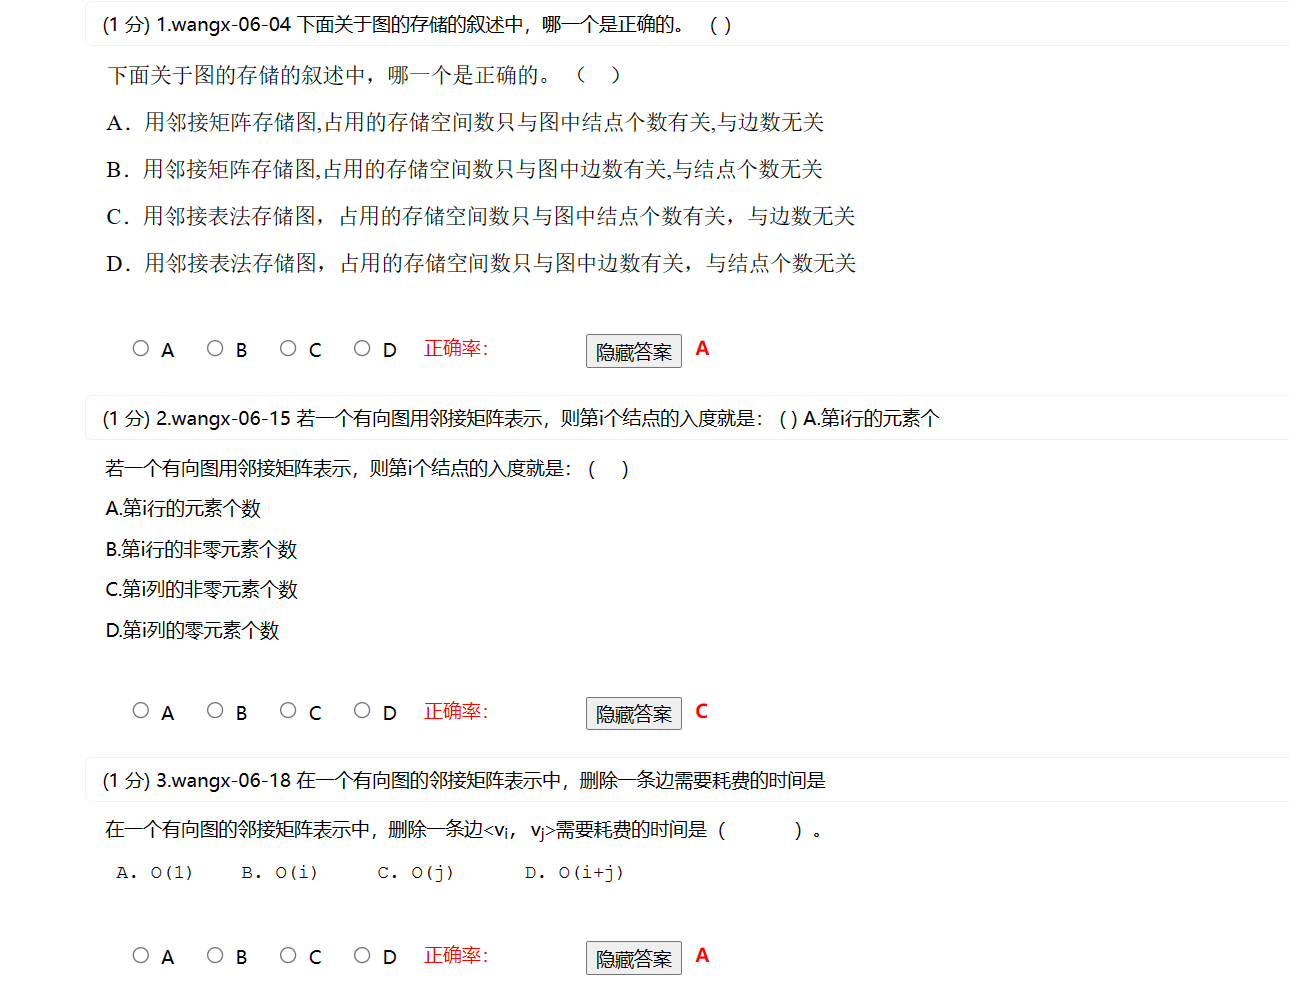 (1 分) 1.wangx-06-04 下面关于图的存储的叙述中，哪一个是正确的。 （ ）
下面关于图的存储的叙述中，哪一个是正确的。（ ）
A．用邻接矩阵存储图,占用的存储空间数只与图中结点个数有关,与边数无关
B．用邻接矩阵存储图,占用的存储空间数只与图中边数有关,与结点个数无关
C．用邻接表法存储图，占用的存储空间数只与图中结点个数有关，与边数无关
D．用邻接表法存储图，占用的存储空间数只与图中边数有关，与结点个数无关
A B C D 正确率： 隐藏答案 A
(1 分) 2.wangx-06-15 若一个有向图用邻接矩阵表示，则第i个结点的入度就是：( ) A.第i行的元素个
若一个有向图用邻接矩阵表示，则第i个结点的入度就是：( )
A.第i行的元素个数
B.第i行的非零元素个数
C.第i列的非零元素个数
D.第i列的零元素个数
A B C D 正确率： 隐藏答案 C
(1 分) 3.wangx-06-18 在一个有向图的邻接矩阵表示中，删除一条边需要耗费的时间是
在一个有向图的邻接矩阵表示中，删除一条边<vi， vj>需要耗费的时间是（ ）。
A. O(1) B. O(i) C. O(j) D. O(i+j)
A B C D 正确率： 隐藏答案 A